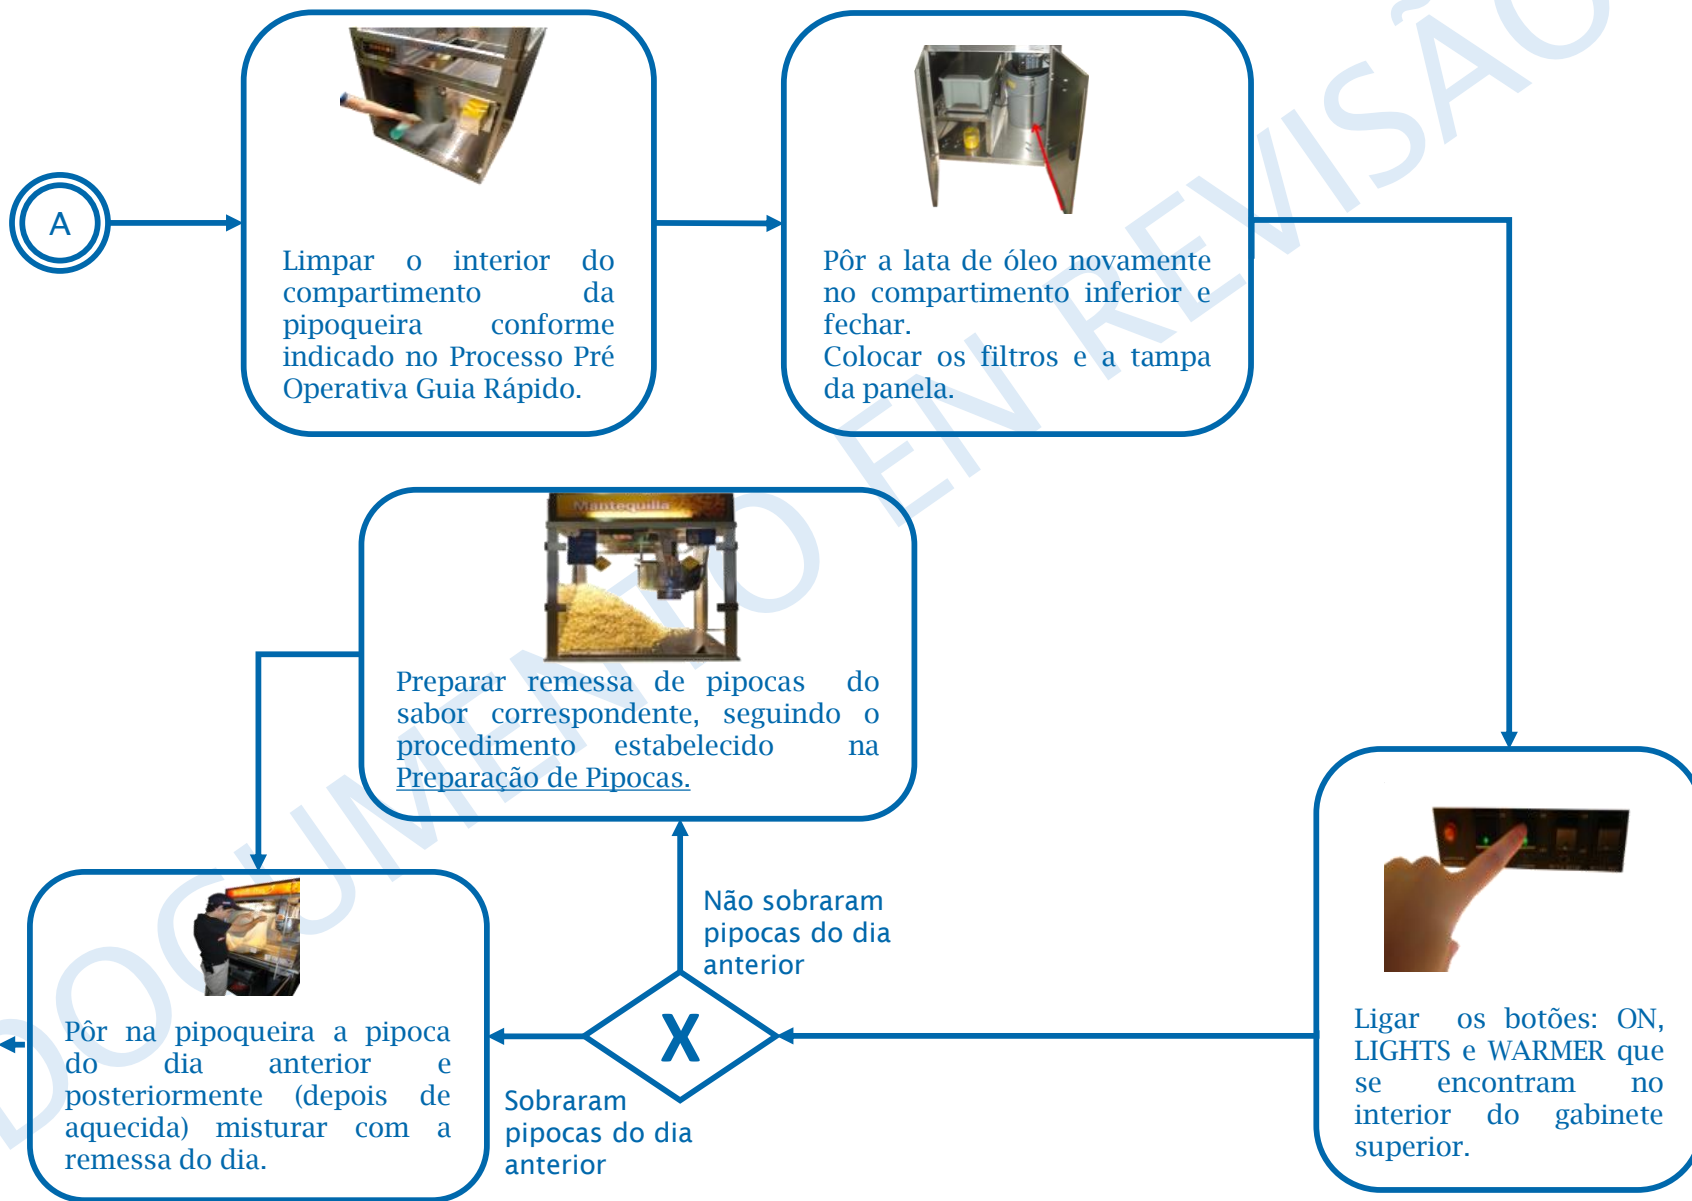 A
Limpar o interior do
compartimento da
pipoqueira conforme
indicado no Processo Pré
Operativa Guia Rápido.
Pôr a lata de óleo novamente
no compartimento inferior e
fechar.
Colocar os filtros e a tampa
da panela.
Mantequilla
Preparar remessa de pipocas do
sabor correspondente, seguindo o
procedimento estabelecido na
Preparação de Pipocas.
Não sobraram
pipocas do dia
anterior
X
Sobraram
pipocas do dia
anterior
Ligar os botões: ON,
LIGHTS e WARMER que
se encontram no
interior do gabinete
superior.
Pôr na pipoqueira a pipoca
do dia anterior e
posteriormente (depois de
aquecida) misturar com a
remessa do dia.
DOCUMENTO EN REVISÃO